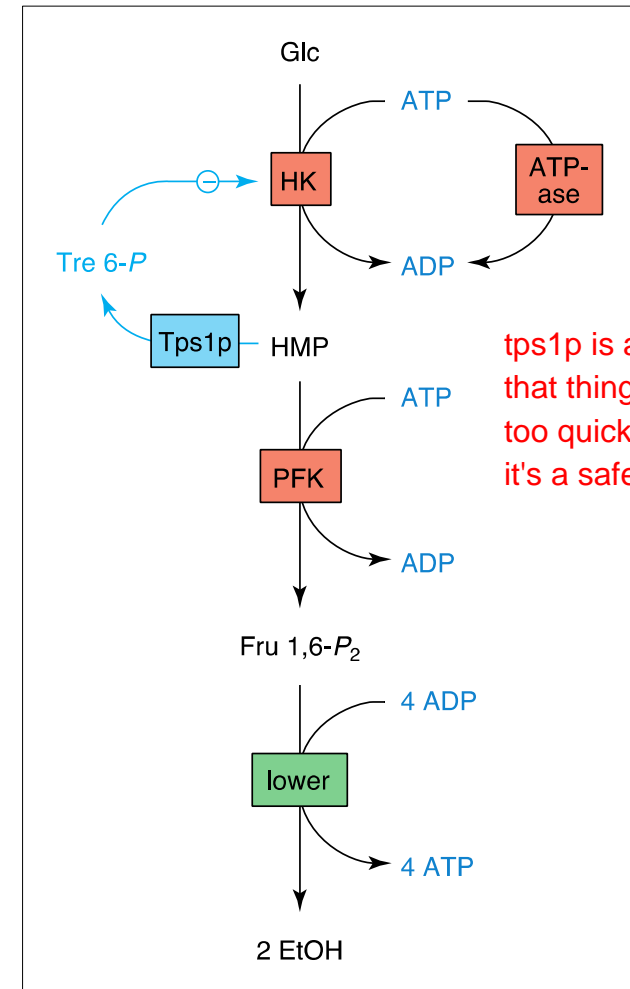 Glc
ATP
HK
ATP-
ase
Tre 6-P
ADP
Tps1p
HMP
tps1p is a
that thing
too quick
it's a safe
ATP
PFK
ADP
Fru 1,6-P₂
4 ADP
lower
4 ATP
2 EtOH